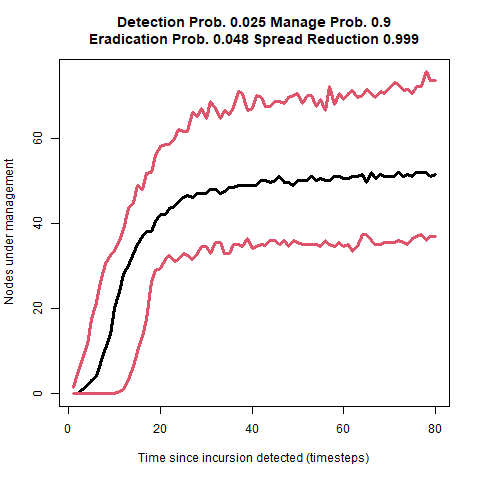 Detection Prob. 0.025 Manage Prob. 0.9
Eradication Prob. 0.048 Spread Reduction 0.999
Nodes under management
60
40
20
0
0 20 40 60 80
Time since incursion detected (timesteps)